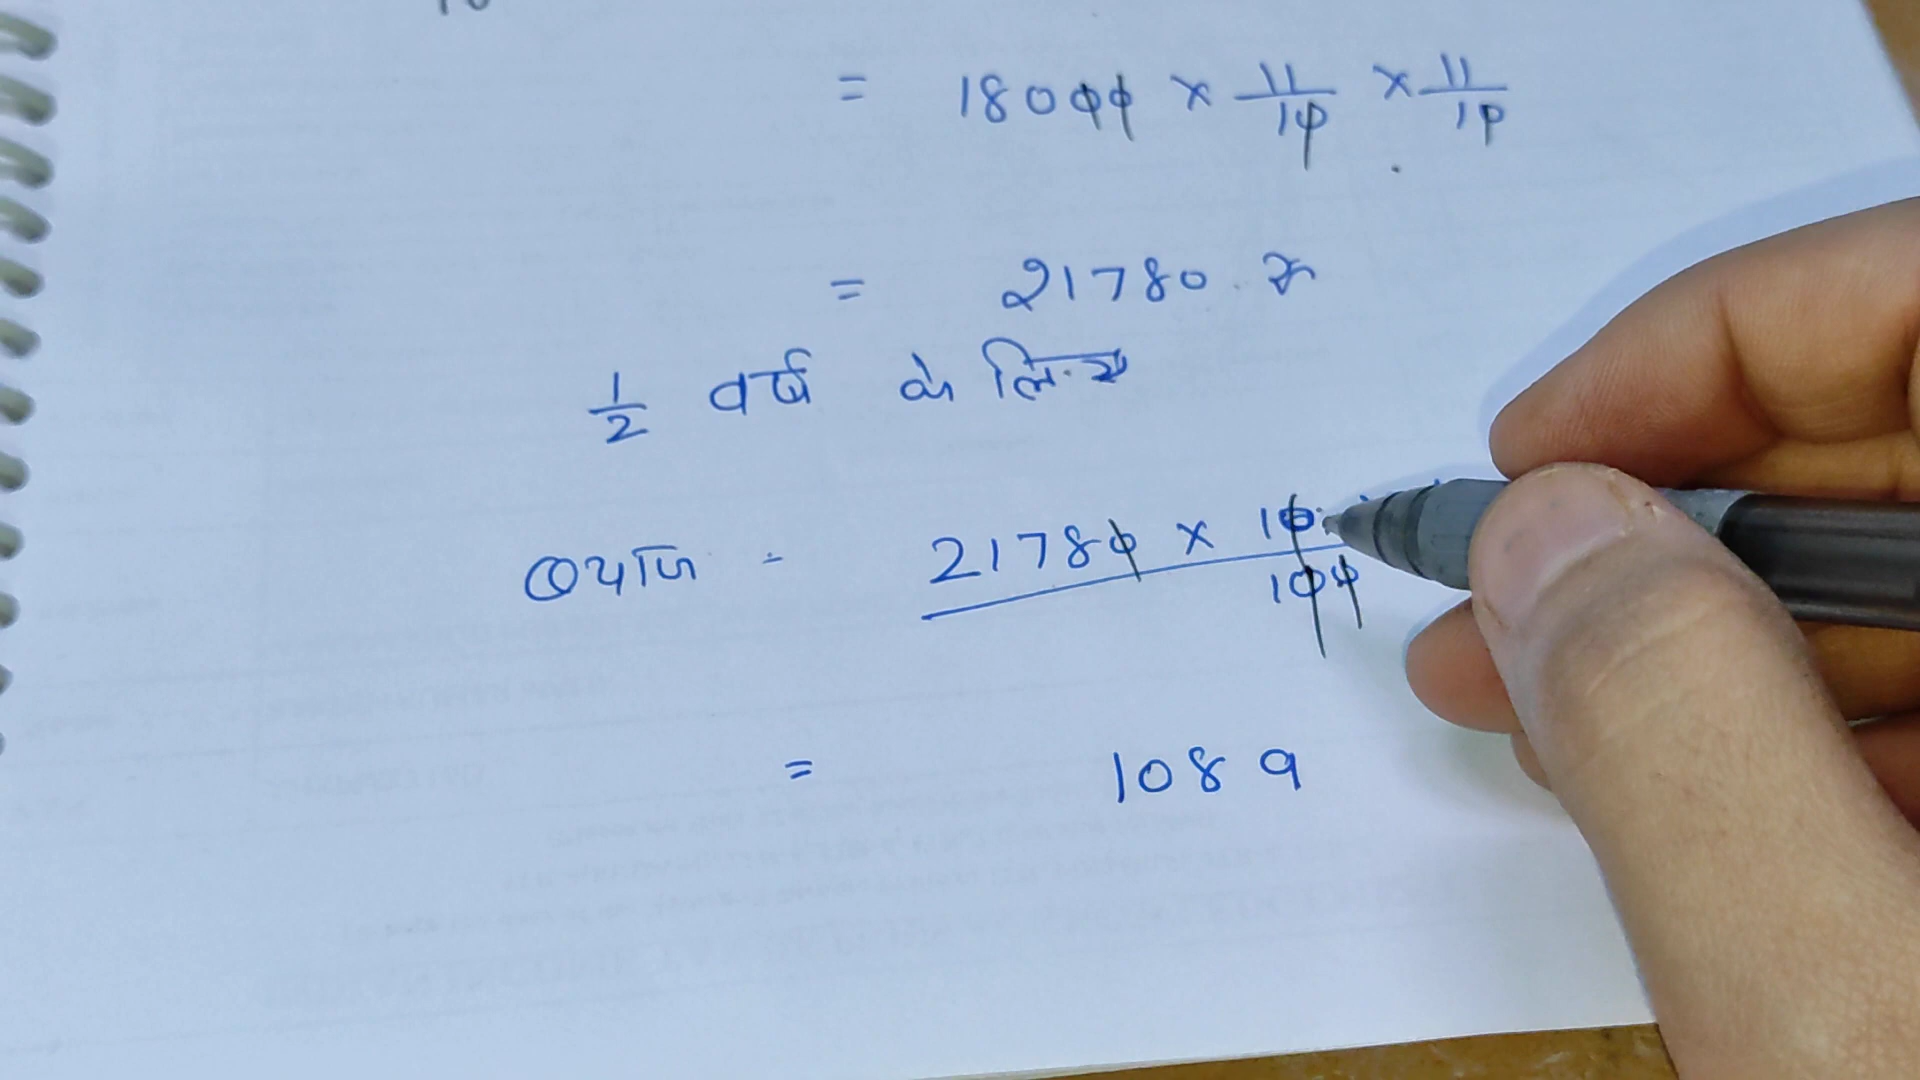 = 18000 × 11/10 × 11/10
= 21780 रू
1/2 वर्ष के लिए
ब्याज = 21780 × 10 / 100
= 1089